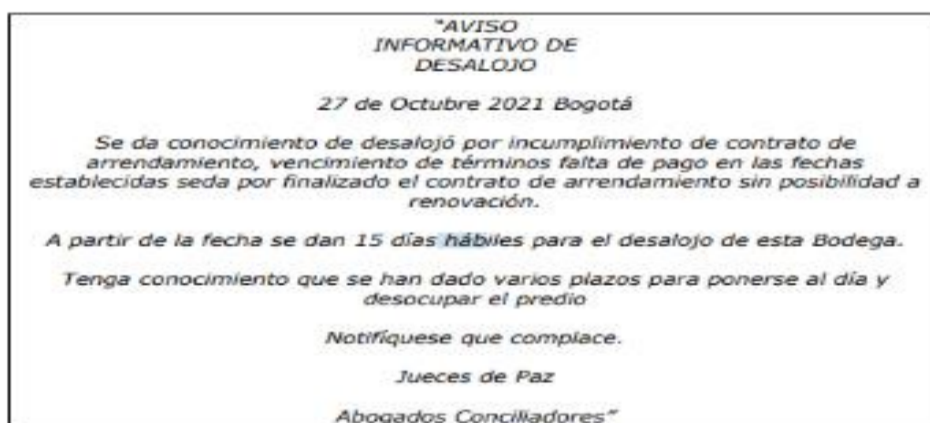 "AVISO
INFORMATIVO DE
DESALOJO
27 de Octubre 2021 Bogotá
Se da conocimiento de desalojó por incumplimiento de contrato de
arrendamiento, vencimiento de términos falta de pago en las fechas
establecidas seda por finalizado el contrato de arrendamiento sin posibilidad a
renovación.
A partir de la fecha se dan 15 días hábiles para el desalojo de esta Bodega.
Tenga conocimiento que se han dado varios plazos para ponerse al día y
desocupar el predio
Notifíquese que complace.
Jueces de Paz
Abogados Conciliadores"